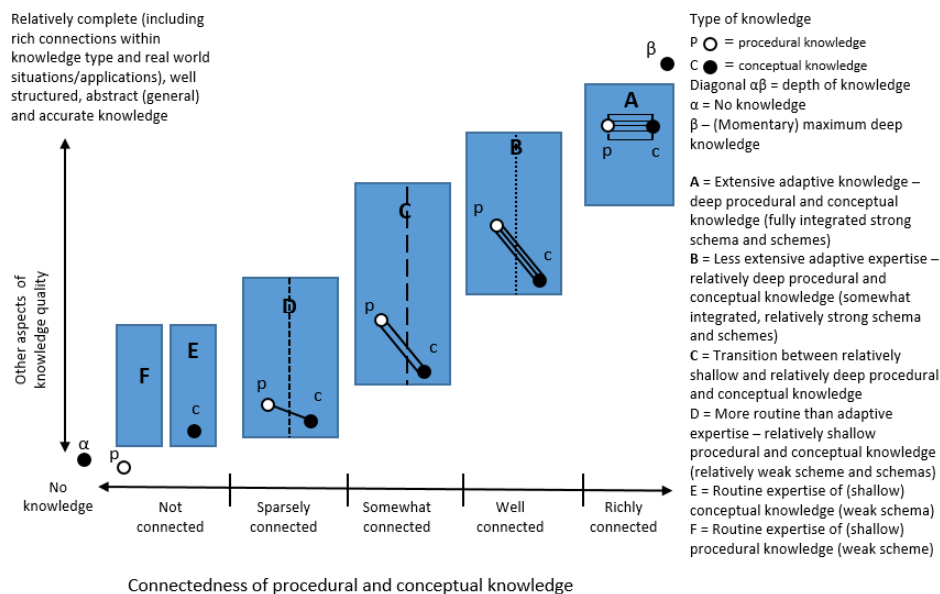 Relatively complete (including
rich connections within
knowledge type and real world
situations/applications), well
structured, abstract (general)
and accurate knowledge
Other aspects of
knowledge quality
α
No
knowledge
p
F
E
c
D
p
c
C
p
c
B
p
c
A
p
c
β
Not
connected
Sparsely
connected
Somewhat
connected
Well
connected
Richly
connected
Connectedness of procedural and conceptual knowledge
Type of knowledge
P = procedural knowledge
C = conceptual knowledge
Diagonal αβ = depth of knowledge
α = No knowledge
β – (Momentary) maximum deep
knowledge
A = Extensive adaptive knowledge –
deep procedural and conceptual
knowledge (fully integrated strong
schema and schemes)
B = Less extensive adaptive expertise –
relatively deep procedural and
conceptual knowledge (somewhat
integrated, relatively strong schema
and schemes)
C = Transition between relatively
shallow and relatively deep procedural
and conceptual knowledge
D = More routine than adaptive
expertise – relatively shallow
procedural and conceptual knowledge
(relatively weak scheme and schemas)
E = Routine expertise of (shallow)
conceptual knowledge (weak schema)
F = Routine expertise of (shallow)
procedural knowledge (weak scheme)